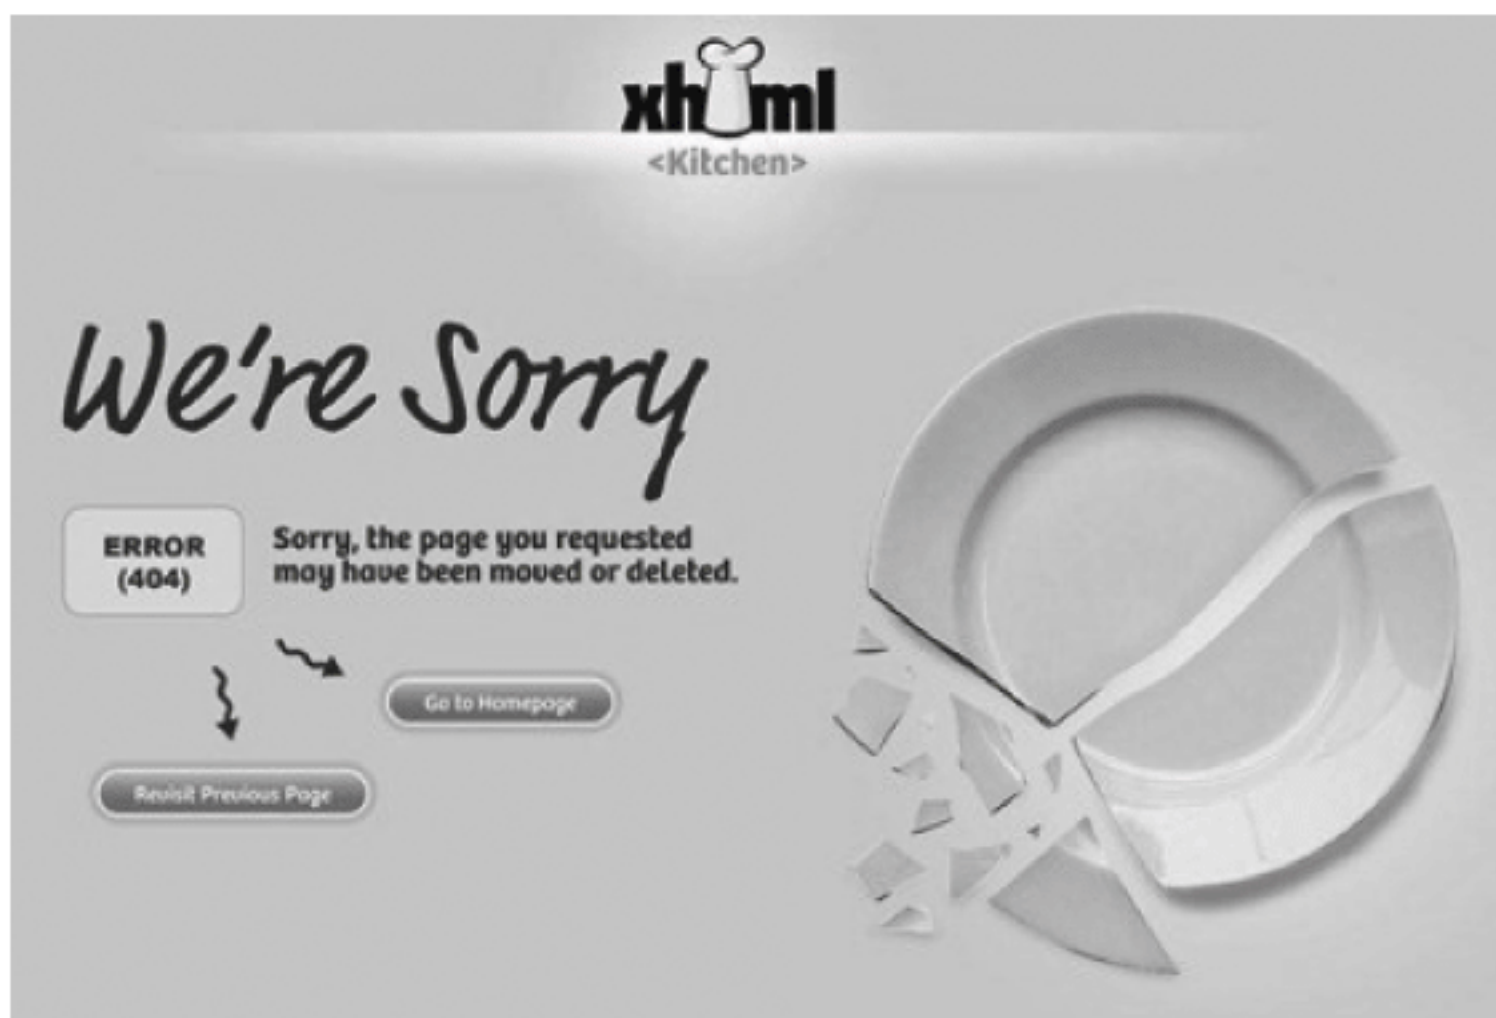 xhtml
<Kitchen>
We're Sorry
ERROR
(404)
Sorry, the page you requested
may have been moved or deleted.
Go to Homepage
Revisit Previous Page